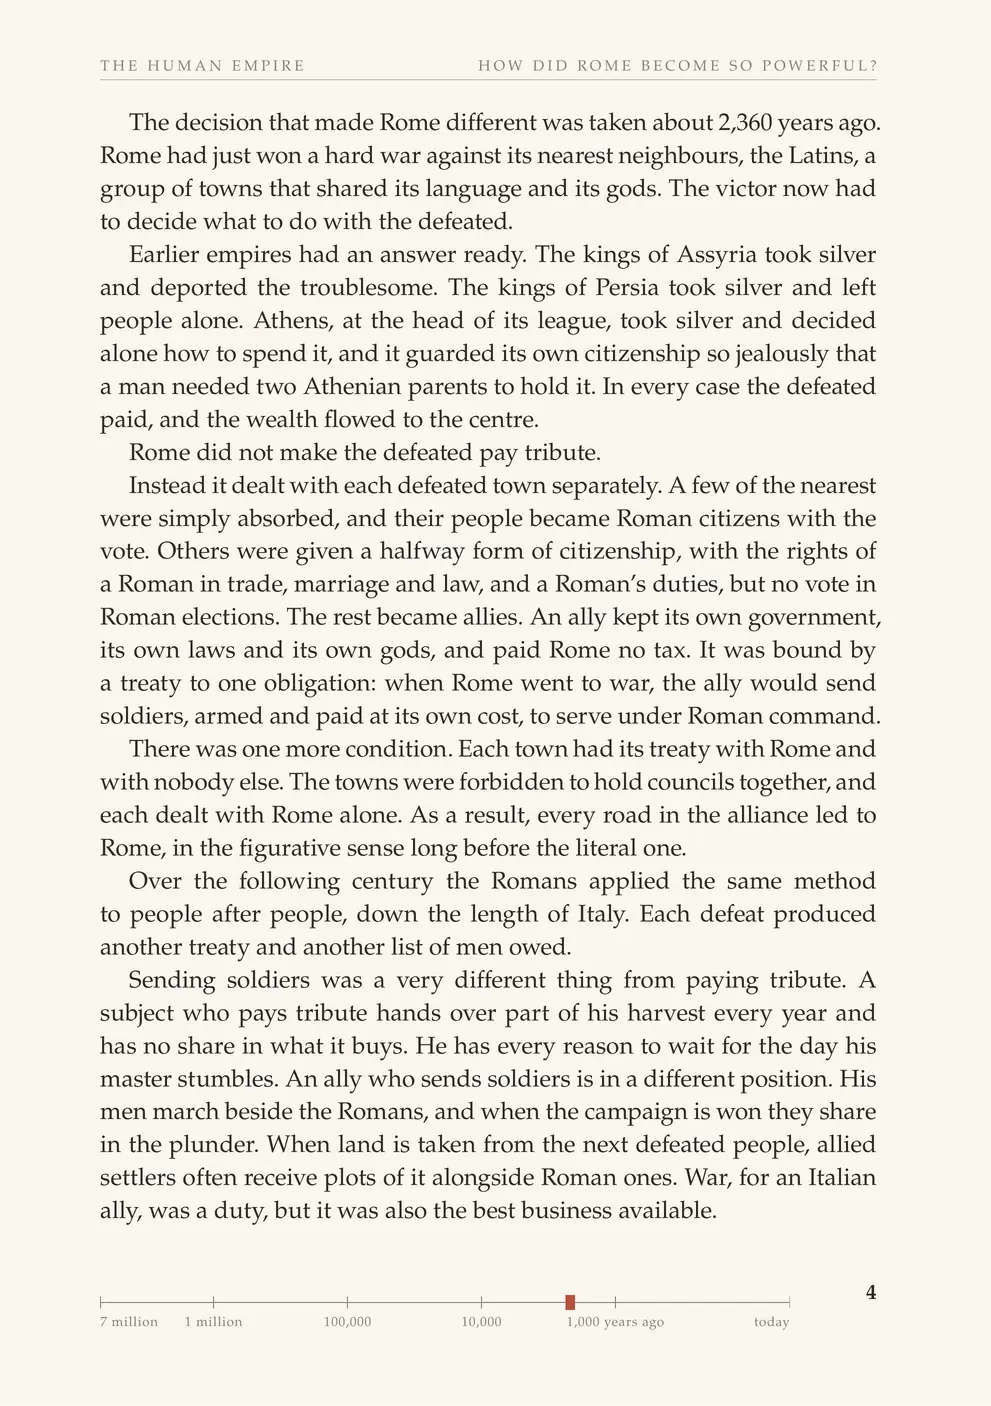 THE HUMAN EMPIRE
HOW DID ROME BECOME SO POWERFUL?
The decision that made Rome different was taken about 2,360 years ago.
Rome had just won a hard war against its nearest neighbours, the Latins, a
group of towns that shared its language and its gods. The victor now had
to decide what to do with the defeated.
Earlier empires had an answer ready. The kings of Assyria took silver
and deported the troublesome. The kings of Persia took silver and left
people alone. Athens, at the head of its league, took silver and decided
alone how to spend it, and it guarded its own citizenship so jealously that
a man needed two Athenian parents to hold it. In every case the defeated
paid, and the wealth flowed to the centre.
Rome did not make the defeated pay tribute.
Instead it dealt with each defeated town separately. A few of the nearest
were simply absorbed, and their people became Roman citizens with the
vote. Others were given a halfway form of citizenship, with the rights of
a Roman in trade, marriage and law, and a Roman’s duties, but no vote in
Roman elections. The rest became allies. An ally kept its own government,
its own laws and its own gods, and paid Rome no tax. It was bound by
a treaty to one obligation: when Rome went to war, the ally would send
soldiers, armed and paid at its own cost, to serve under Roman command.
There was one more condition. Each town had its treaty with Rome and
with nobody else. The towns were forbidden to hold councils together, and
each dealt with Rome alone. As a result, every road in the alliance led to
Rome, in the figurative sense long before the literal one.
Over the following century the Romans applied the same method
to people after people, down the length of Italy. Each defeat produced
another treaty and another list of men owed.
Sending soldiers was a very different thing from paying tribute. A
subject who pays tribute hands over part of his harvest every year and
has no share in what it buys. He has every reason to wait for the day his
master stumbles. An ally who sends soldiers is in a different position. His
men march beside the Romans, and when the campaign is won they share
in the plunder. When land is taken from the next defeated people, allied
settlers often receive plots of it alongside Roman ones. War, for an Italian
ally, was a duty, but it was also the best business available.
4
7 million
1 million
100,000
10,000
1,000 years ago
today